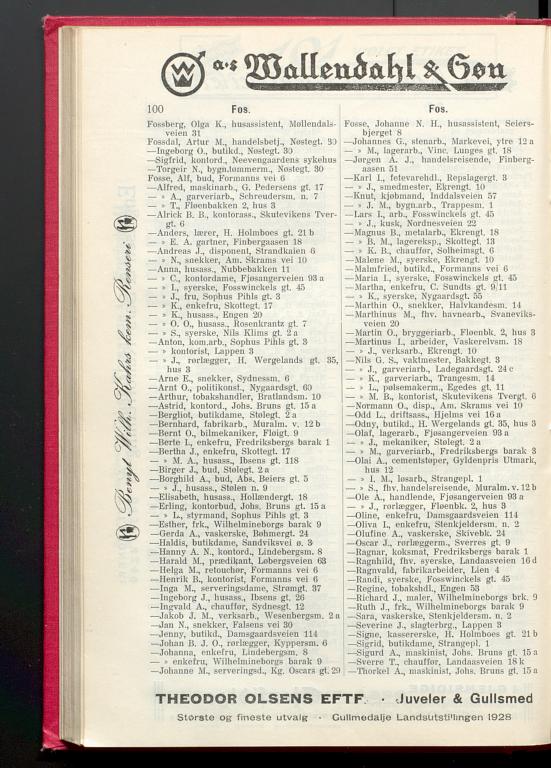 W
a.s Wallendahl & Søn
100
Fos.
Fossberg, Olga K., husassistent, Møllendals-
veien 31
Fossdal, Artur M., handelsbetj., Nøstegt. 30
—Ingeborg O., butikd., Nøstegt. 30
—Sigfrid, kontord., Neevengaardens sykehus
—Torgeir N., bygn.tømmerm., Nøstegt. 30
Fosse, Alf, bud, Formanns vei 6
—Alfred, maskinarb., G. Pedersens gt. 17
— » A., garveriarb., Schreudersm. n. 7
— » T., Fløenbakken 2, hus 3
—Alrick B. B., kontorass., Skutevikens Tver-
gt. 6
—Anders, lærer, H. Holmboes gt. 21 b
— » E. A. gartner, Finbergaasen 18
—Andreas J., disponent, Strandkaien 6
— » N., snekker, Am. Skrams vei 10
—Anna, husass., Nubbebakken 11
— » C., kontordame, Fjøsangerveien 93 a
— » I., syerske, Fosswinckels gt. 45
— » J., fru, Sophus Pihls gt. 3
— » K., enkefru, Skottegt. 17
— » K., husass., Engen 20
— » O. O., husass., Rosenkrantz gt. 7
— » S., syerske, Nils Klims gt. 2 a
—Anton, kom.arb., Sophus Pihls gt. 3
— » kontorist, Lappen 3
— » J., rørlægger, H. Wergelands gt. 35,
hus 3
—Arne E., snekker, Sydnessm. 6
—Arnt O., politikonst., Nygaardsgt. 60
—Arthur, tobakshandler, Bratlandsm. 10
—Astrid, kontord., Johs. Bruns gt. 15 a
—Bergliot, butikdame, Stølegt. 2 a
—Bernhard, fabrikarb., Muralm. v. 12 b
—Bernt O., bilmekaniker, Fløigt. 9
—Berte I., enkefru, Fredriksbergs barak 1
—Bertha J., enkefru, Skottegt. 17
— » M. A., husass., Ibsens gt. 118
—Birger J., bud, Stølegt. 2 a
—Borghild A., bud, Abs. Beiers gt. 5
— » J., husass., Stølen n. 9
—Elisabeth, husass., Hollændergt. 18
—Erling, kontorbud, Johs. Bruns gt. 15 a
— » L., styrmand, Sophus Pihls gt. 3
—Esther, frk., Wilhelmineborgs barak 9
—Gerda A., vaskerske, Bøhmergt. 24
—Haldis, butikdame, Sandviksvei ø. 3
—Hanny A. N., kontord., Lindebergsm. 8
—Harald M., prædikant, Løbergsveien 63
—Helga M., retouchør, Formanns vei 6
—Henrik B., kontorist, Formanns vei 6
—Inga M., serveringsdame, Strømgt. 37
—Ingeborg J., husass., Ibsens gt. 26
—Ingvald A., chauffør, Sydnesgt. 12
—Jakob J. M., verksarb., Wesenbergsm. 2 a
—Jan N., snekker, Falsens vei 30
—Jenny, butikd., Damsgaardsveien 114
—Johan B. J. O., rørlægger, Kyppersm. 6
—Johanna, enkefru, Lindebergsm. 8
— » enkefru, Wilhelmineborgs barak 9
—Johanne M., serveringsd., Kg. Oscars gt. 29
Fos.
Fosse, Johanne N. H., husassistent, Seiers-
bjerget 8
—Johannes G., stenarb., Markevei, ytre 12 a
— » M., lagerarb., Vinc. Lunges gt. 18
—Jørgen A. J., handelsreisende, Finberg-
aasen 51
—Karl I., fetevarehdl., Repslagergt. 3
— » J., smedmester, Ekrengt. 10
—Knut, kjøbmand, Inddalsveien 57
— » J. M., bygn.arb., Trappesm. 1
—Lars I., arb., Fosswinckels gt. 45
— » J., kusk, Nordnesveien 22
—Magnus B., metalarb., Ekrengt. 18
— » B. M., lagereksp., Skottegt. 13
— » K. B., chauffør, Solheimsgt. 6
—Malene M., syerske, Ekrengt. 10
—Malmfried, butikd., Formanns vei 6
—Maria I., syerske, Fosswinckels gt. 45
—Martha, enkefru, C. Sundts gt. 9/11
— » K., syerske, Nygaardsgt. 55
—Marthin O., snekker, Halvkandesm. 14
—Marthinus M., fhv. havnearb., Svaneviks-
veien 20
—Martin O., bryggeriarb., Fløenbk. 2, hus 3
—Martinus I., arbeider, Vaskerelvsm. 18
— » J., verksarb., Ekrengt. 10
—Nils G. S., vaktmester, Bakkegt. 3
— » J., garveriarb., Ladegaardsgt. 24 c
— » K., garveriarb., Trangesm. 14
— » L., pølsemakerm., Egedes gt. 11
— » M. B., kontorist, Skutevikens Tvergt. 6
—Normann O., disp., Am. Skrams vei 10
—Odd L., driftsass., Hjelms vei 16 a
—Odny, butikd., H. Wergelands gt. 35, hus 3
—Olaf, lagerarb., Fjøsangerveien 93 a
— » J., mekaniker, Stølegt. 2 a
— » M., garveriarb., Fredriksbergs barak 3
—Olai A., cementstøper, Gyldenpris Utmark,
hus 12
— » I. M., løsarb., Strangepl. 1
— » S., fhv. handelsreisende, Muralm. v. 12 b
—Ole A., handlende, Fjøsangerveien 93 a
— » J., rørlægger, Fløenbk. 2, hus 3
—Oline, enkefru, Damsgaardsveien 114
—Oliva I., enkefru, Stenkjeldersm. n. 2
—Olufine A., vaskerske, Skivebk. 24
—Oscar J., rørlæggerm., Sverres gt. 9
—Ragnar, koksmat, Fredriksbergs barak 1
—Ragnhild, fhv. syerske, Landaasveien 16 d
—Ragnvald, fabrikarbeider, Lien 4
—Randi, syerske, Fosswinckels gt. 45
—Regine, tobakshdl., Engen 53
—Richard J., maler, Wilhelmineborgs brk. 9
—Ruth J., frk., Wilhelmineborgs barak 9
—Sara, vaskerske, Stenkjeldersm. n. 2
—Severine J., slagterbtg., Lappen 3
—Signe, kassererske, H. Holmboes gt. 21 b
—Sigrid, butikdame, Strangepl. 1
—Sigurd A., maskinist, Johs. Bruns gt. 15 a
—Sverre T., chauffør, Landaasveien 18 k
—Thorkel A., maskinist, Johs. Bruns gt. 15 a
Benyt Wilh. Kahrs kem. Renseri
THEODOR OLSENS EFTF. · Juveler & Gullsmed
Største og fineste utvalg · Gullmedalje Landsutstillingen 1928